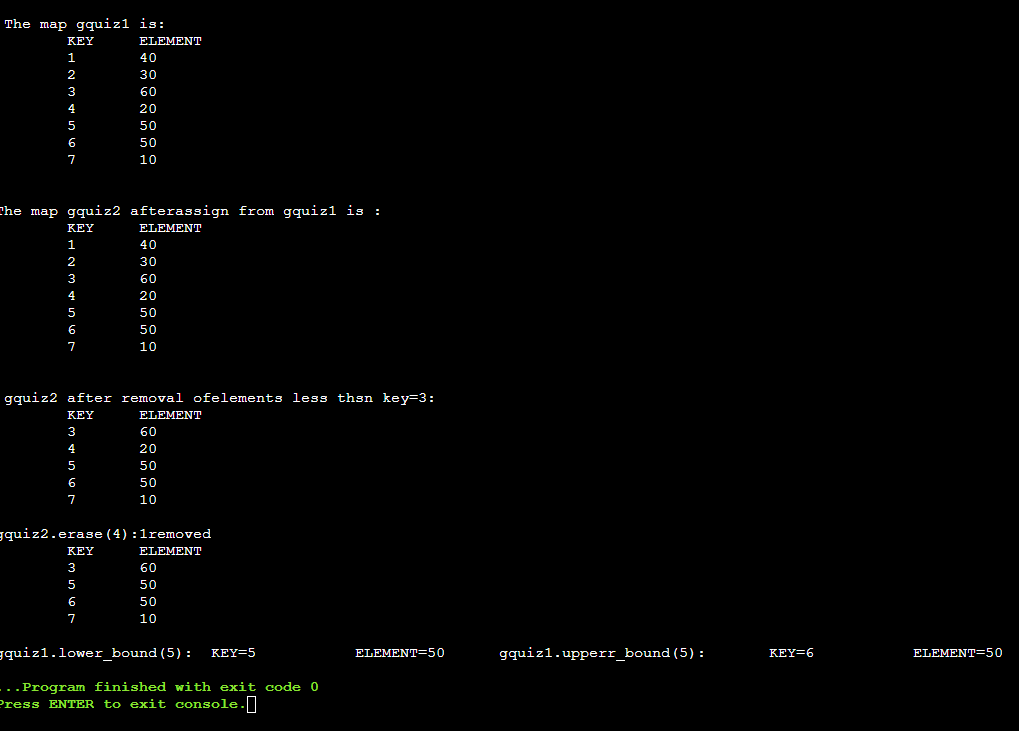 The map gquiz1 is:
KEY ELEMENT
1 40
2 30
3 60
4 20
5 50
6 50
7 10
The map gquiz2 afterassign from gquiz1 is :
KEY ELEMENT
1 40
2 30
3 60
4 20
5 50
6 50
7 10
gquiz2 after removal ofelements less thsn key=3:
KEY ELEMENT
3 60
4 20
5 50
6 50
7 10
gquiz2.erase(4):1removed
KEY ELEMENT
3 60
5 50
6 50
7 10
gquiz1.lower_bound(5): KEY=5 ELEMENT=50 gquiz1.upperr_bound(5): KEY=6 ELEMENT=50
...Program finished with exit code 0
Press ENTER to exit console.